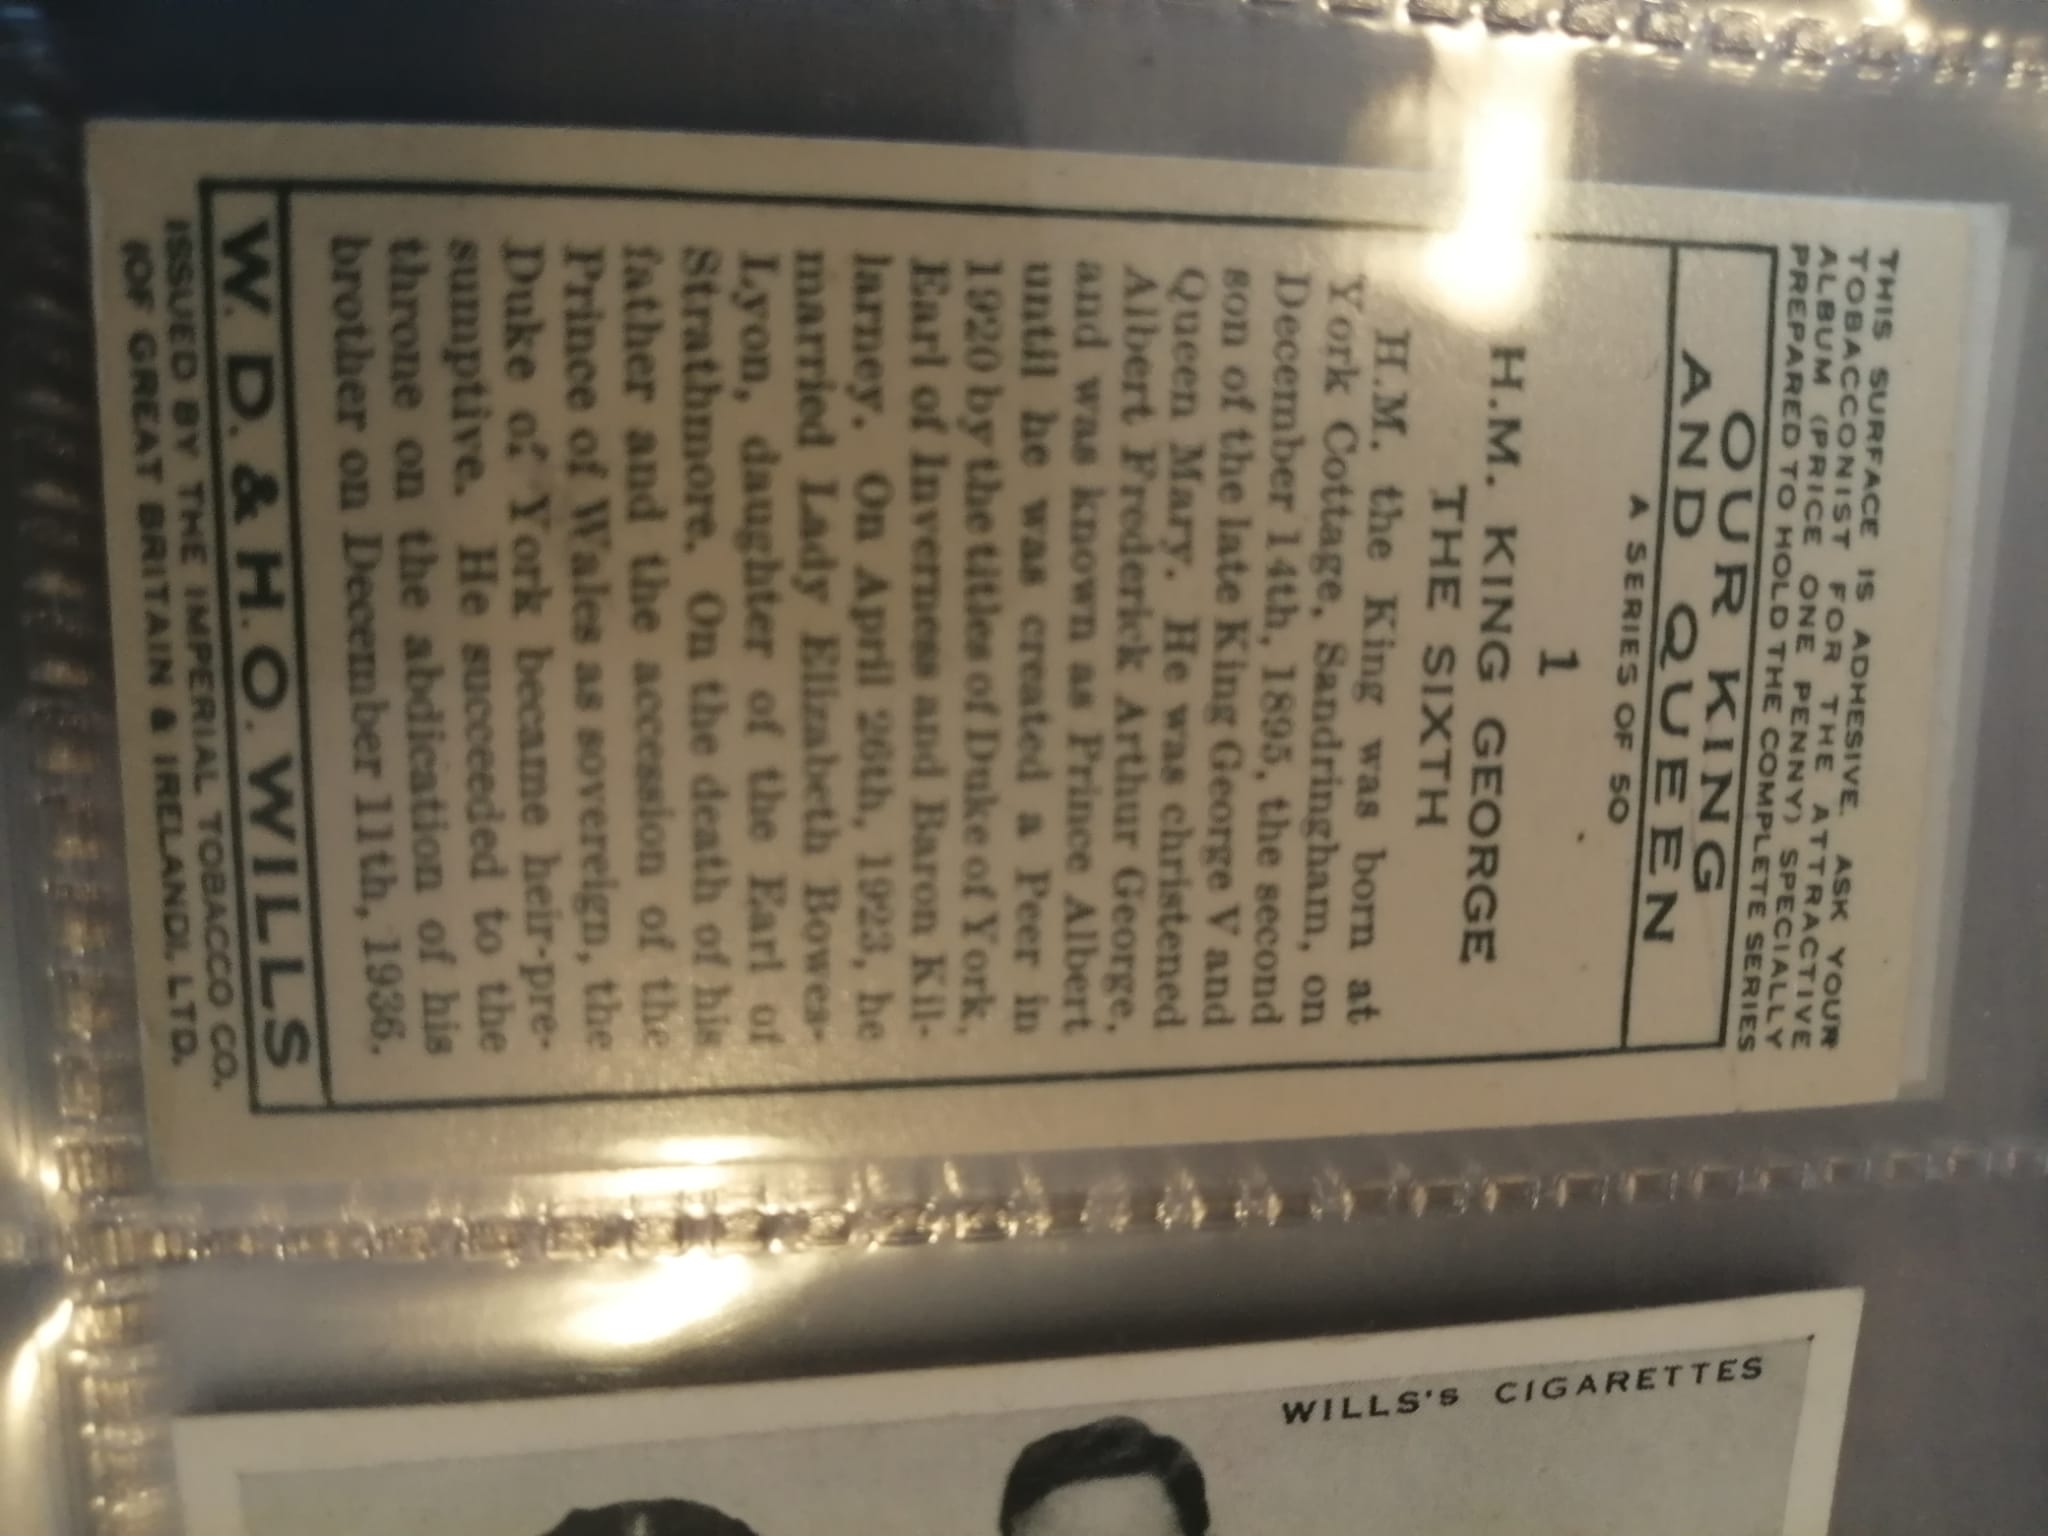 THIS SURFACE IS ADHESIVE. ASK YOUR
TOBACCONIST FOR THE ATTRACTIVE
ALBUM (PRICE ONE PENNY) SPECIALLY
PREPARED TO HOLD THE COMPLETE SERIES
OUR KING
AND QUEEN
A SERIES OF 50
1
H.M. KING GEORGE
THE SIXTH
H.M. the King was born at
York Cottage, Sandringham, on
December 14th, 1895, the second
son of the late King George V and
Queen Mary. He was christened
Albert Frederick Arthur George,
and was known as Prince Albert
until he was created a Peer in
1920 by the titles of Duke of York,
Earl of Inverness and Baron Kil-
larney. On April 26th, 1923, he
married Lady Elizabeth Bowes-
Lyon, daughter of the Earl of
Strathmore. On the death of his
father and the accession of the
Prince of Wales as sovereign, the
Duke of York became heir-pre-
sumptive. He succeeded to the
throne on the abdication of his
brother on December 11th, 1936.
W. D. & H. O. WILLS
ISSUED BY THE IMPERIAL TOBACCO CO.
(OF GREAT BRITAIN & IRELAND), LTD.
WILLS'S CIGARETTES